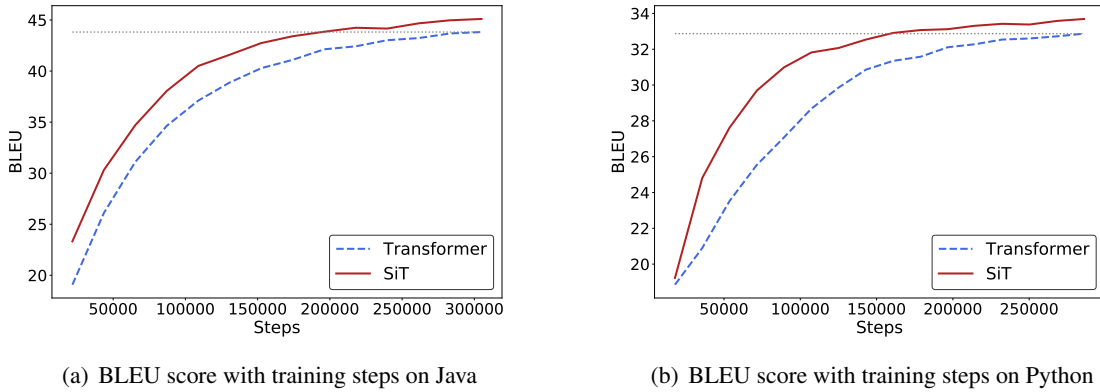 45
40
35
30
25
20
BLEU
50000 100000 150000 200000 250000 300000
Steps
Transformer
SiT
(a) BLEU score with training steps on Java
34
32
30
28
26
24
22
20
BLEU
50000 100000 150000 200000 250000
Steps
Transformer
SiT
(b) BLEU score with training steps on Python